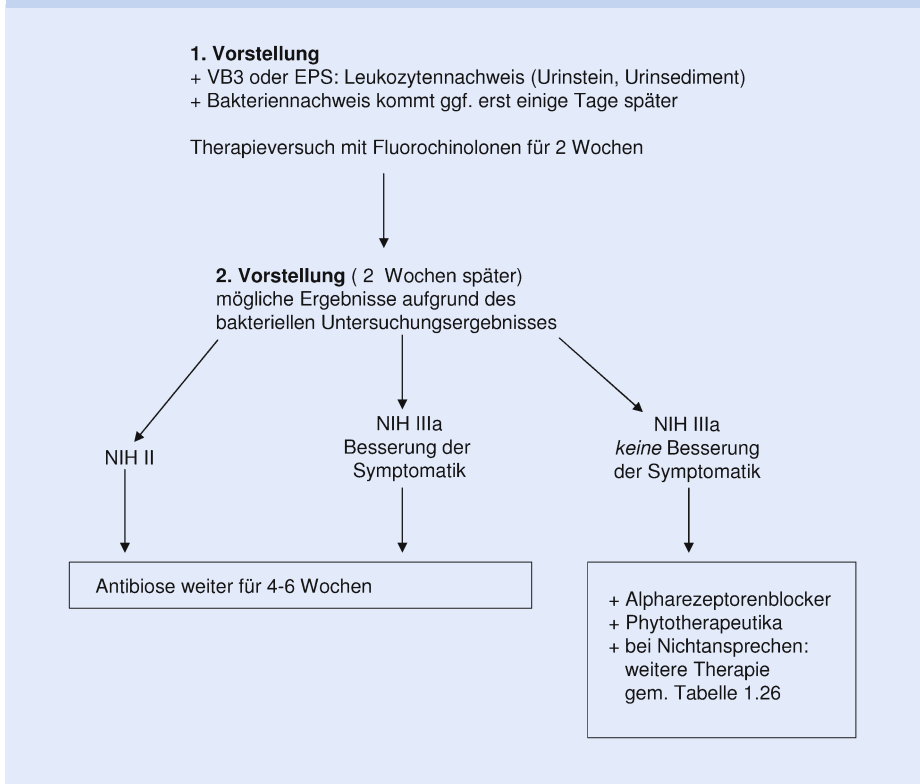 1. Vorstellung
+ VB3 oder EPS: Leukozytennachweis (Urinstein, Urinsediment)
+ Bakteriennachweis kommt ggf. erst einige Tage später
Therapieversuch mit Fluorochinolonen für 2 Wochen
2. Vorstellung ( 2 Wochen später)
mögliche Ergebnisse aufgrund des
bakteriellen Untersuchungsergebnisses
NIH II
NIH IIIa
Besserung der
Symptomatik
NIH IIIa
keine Besserung
der Symptomatik
Antibiose weiter für 4-6 Wochen
+ Alpharezeptorenblocker
+ Phytotherapeutika
+ bei Nichtansprechen:
weitere Therapie
gem. Tabelle 1.26